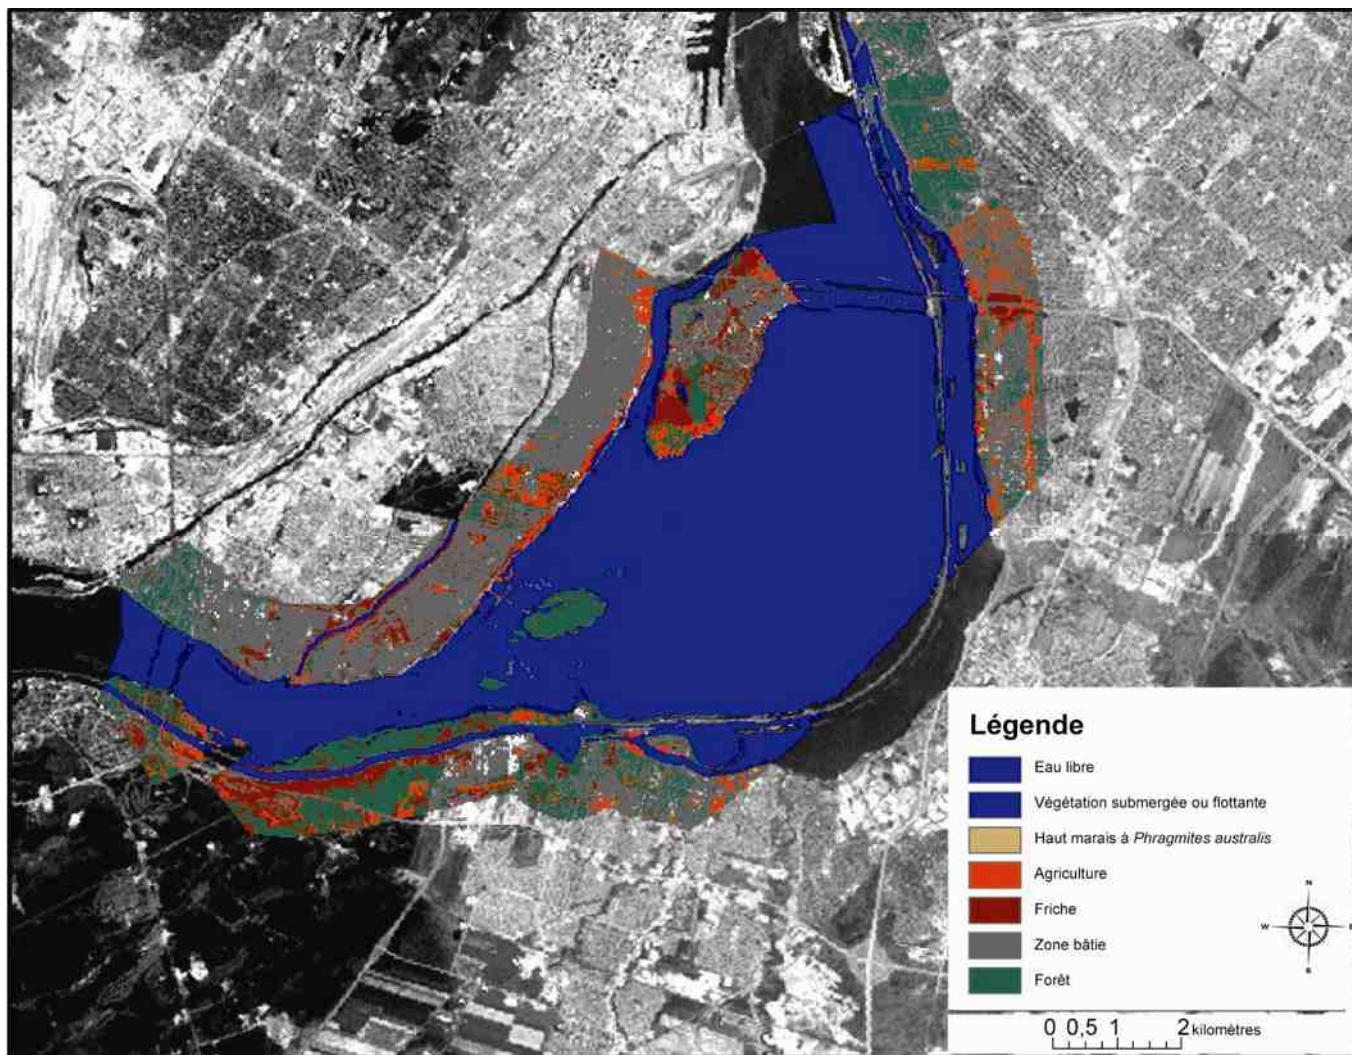 Légende
Eau libre
Végétation submergée ou flottante
Haut marais à Phragmites australis
Agriculture
Friche
Zone bâtie
Forêt
N
W E
S
0 0,5 1 2 kilomètres